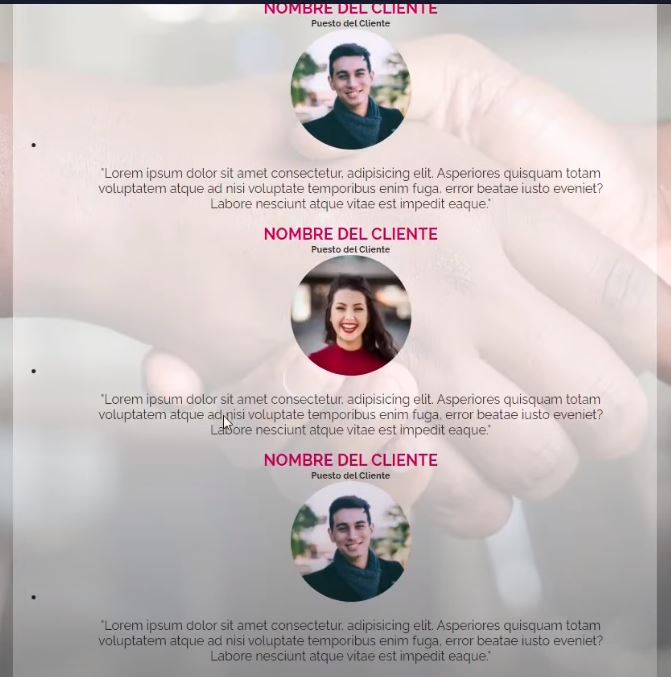 NOMBRE DEL CLIENTE
Puesto del Cliente
"Lorem ipsum dolor sit amet consectetur, adipisicing elit. Asperiores quisquam totam
voluptatem atque ad nisi voluptate temporibus enim fuga, error beatae iusto eveniet?
Labore nesciunt atque vitae est impedit eaque."
NOMBRE DEL CLIENTE
Puesto del Cliente
"Lorem ipsum dolor sit amet consectetur, adipisicing elit. Asperiores quisquam totam
voluptatem atque ad nisi voluptate temporibus enim fuga, error beatae iusto eveniet?
Labore nesciunt atque vitae est impedit eaque."
NOMBRE DEL CLIENTE
Puesto del Cliente
"Lorem ipsum dolor sit amet consectetur, adipisicing elit. Asperiores quisquam totam
voluptatem atque ad nisi voluptate temporibus enim fuga, error beatae iusto eveniet?
Labore nesciunt atque vitae est impedit eaque."